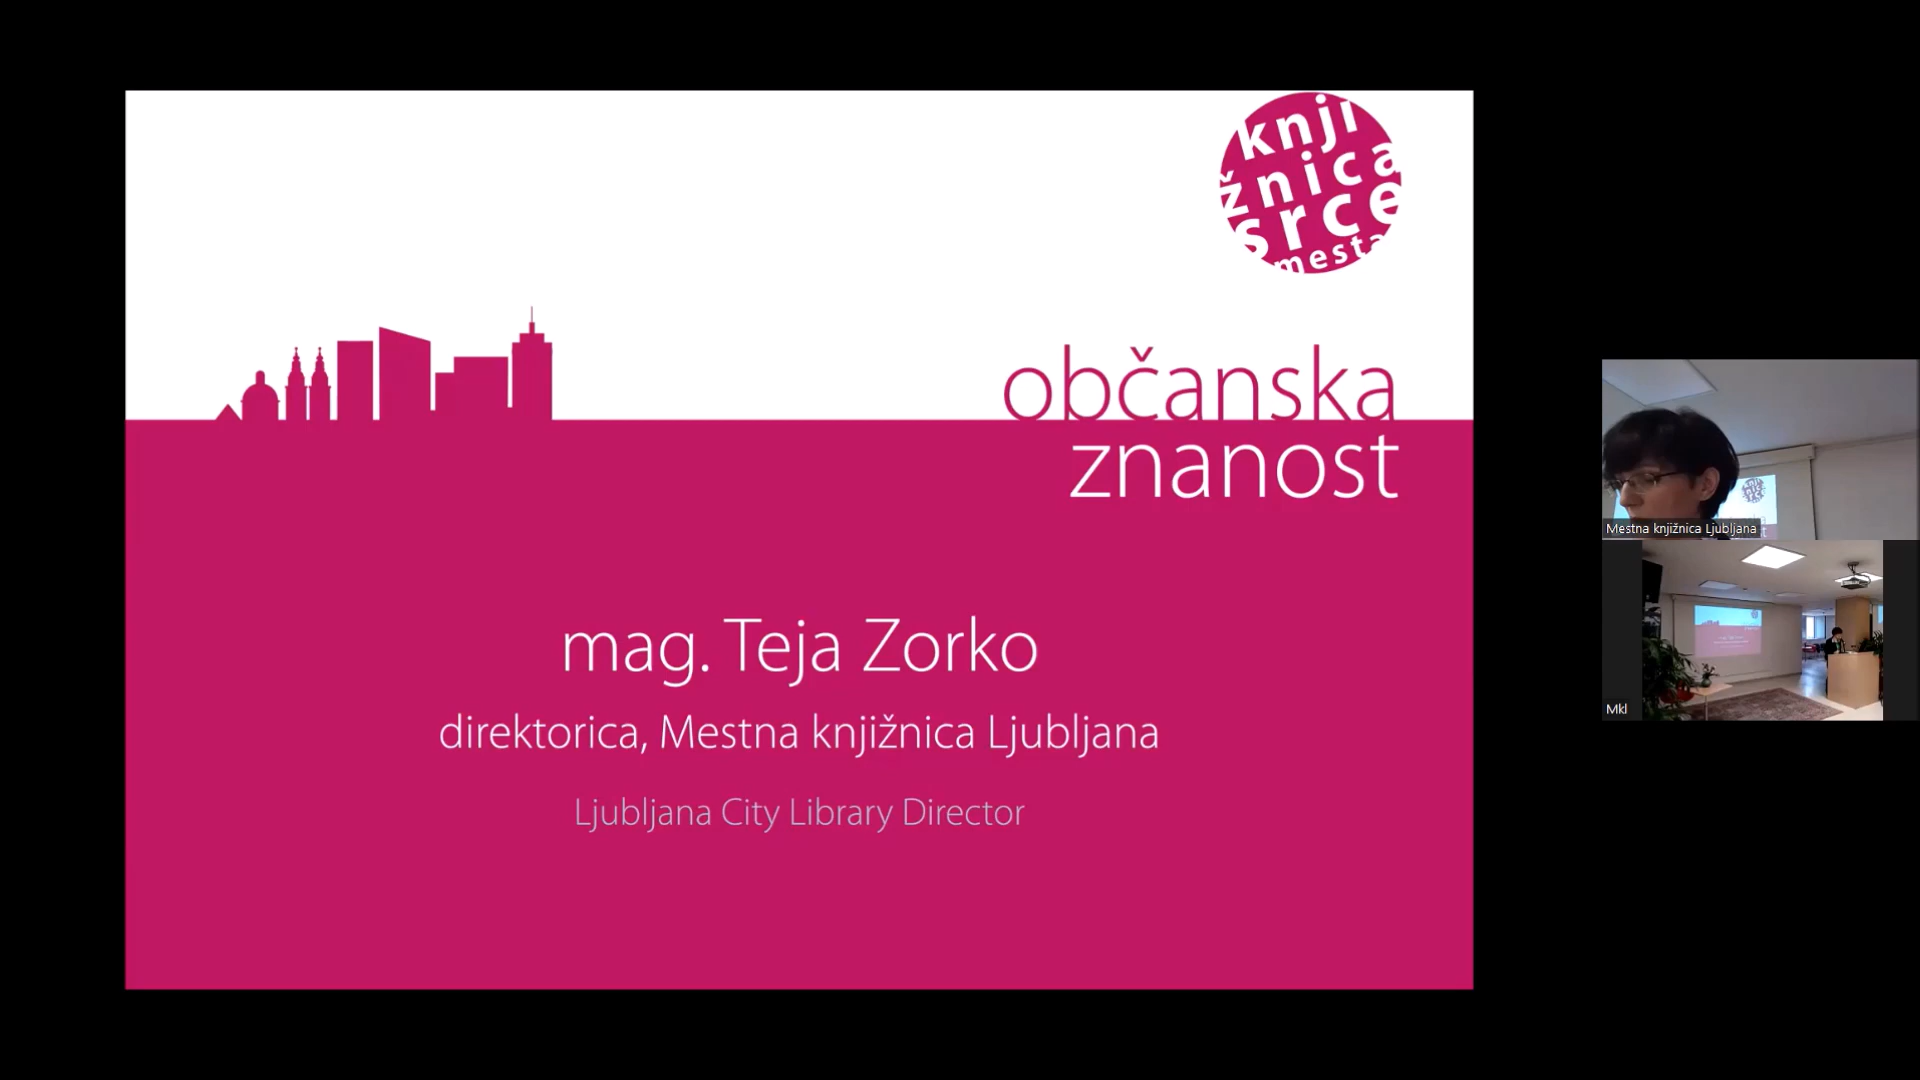 knji
žnica
srce
mesta
občanska
znanost
mag. Teja Zorko
direktorica, Mestna knjižnica Ljubljana
Ljubljana City Library Director
Mestna knjižnica Ljubljana
Mkl